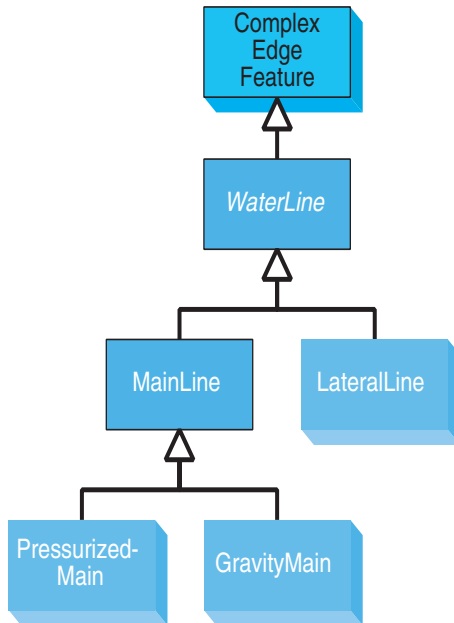 Complex
Edge
Feature
WaterLine
MainLine
LateralLine
Pressurized-
Main
GravityMain